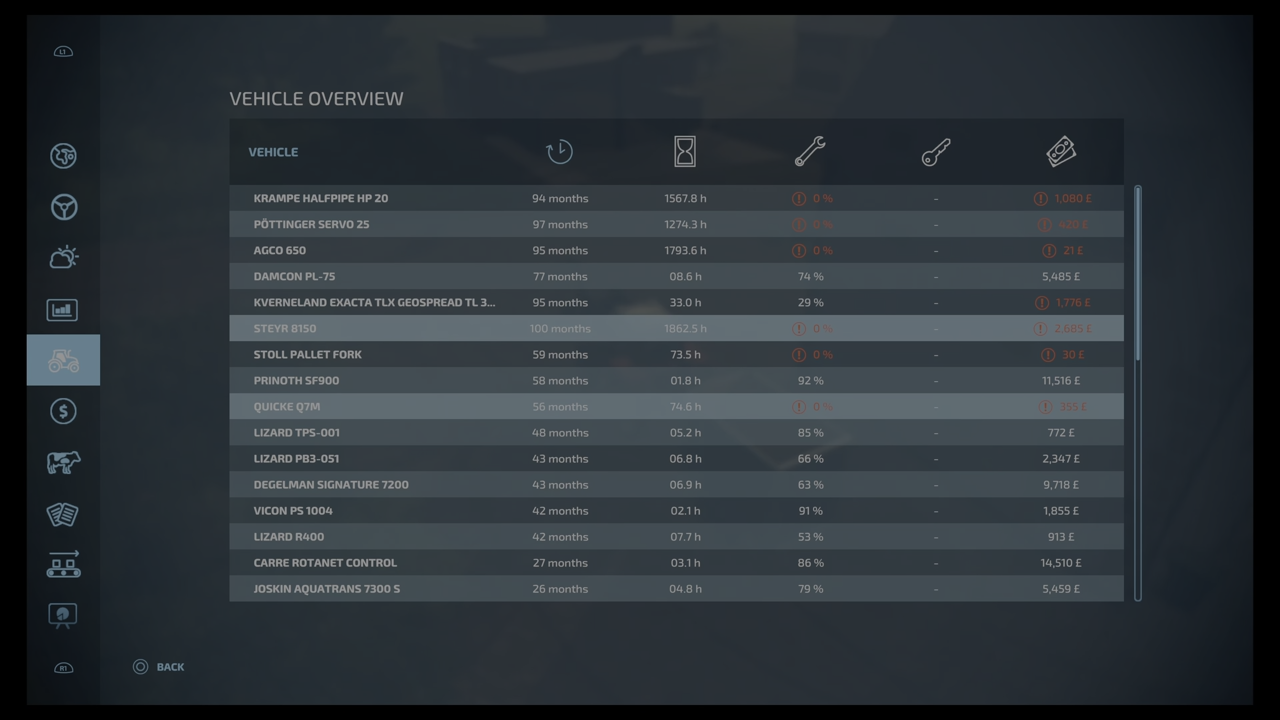 L1
VEHICLE OVERVIEW
VEHICLE
KRAMPE HALFPIPE HP 20 94 months 1567.8 h 0 % - 1,080 £
PÖTTINGER SERVO 25 97 months 1274.3 h 0 % - 420 £
AGCO 650 95 months 1793.6 h 0 % - 21 £
DAMCON PL-75 77 months 08.6 h 74 % - 5,485 £
KVERNELAND EXACTA TLX GEOSPREAD TL 3... 95 months 33.0 h 29 % - 1,776 £
STEYR 8150 100 months 1862.5 h 0 % - 2,685 £
STOLL PALLET FORK 59 months 73.5 h 0 % - 30 £
PRINOTH SF900 58 months 01.8 h 92 % - 11,516 £
QUICKE Q7M 56 months 74.6 h 0 % - 355 £
LIZARD TPS-001 48 months 05.2 h 85 % - 772 £
LIZARD PB3-051 43 months 06.8 h 66 % - 2,347 £
DEGELMAN SIGNATURE 7200 43 months 06.9 h 63 % - 9,718 £
VICON PS 1004 42 months 02.1 h 91 % - 1,855 £
LIZARD R400 42 months 07.7 h 53 % - 913 £
CARRE ROTANET CONTROL 27 months 03.1 h 86 % - 14,510 £
JOSKIN AQUATRANS 7300 S 26 months 04.8 h 79 % - 5,459 £
R1
BACK